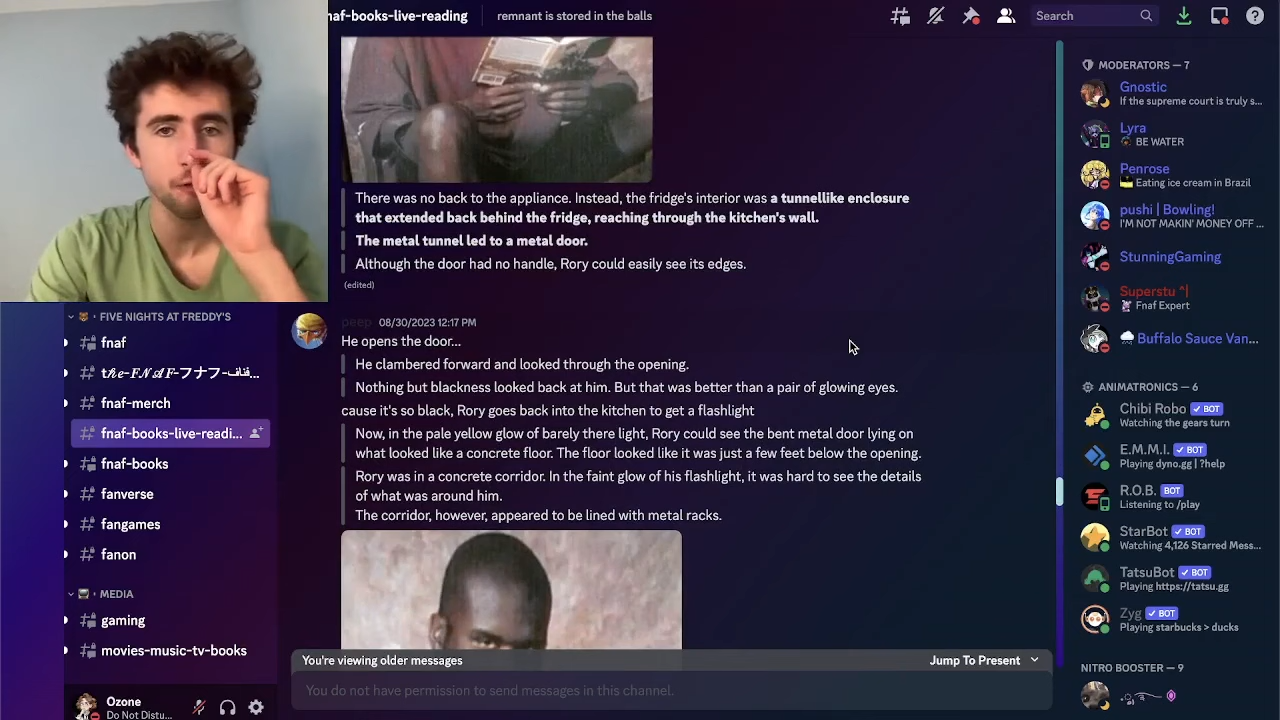 fnaf-books-live-reading
remnant is stored in the balls
Search
There was no back to the appliance. Instead, the fridge's interior was a tunnellike enclosure
that extended back behind the fridge, reaching through the kitchen's wall.
The metal tunnel led to a metal door.
Although the door had no handle, Rory could easily see its edges.
(edited)
peep 08/30/2023 12:17 PM
He opens the door...
He clambered forward and looked through the opening.
Nothing but blackness looked back at him. But that was better than a pair of glowing eyes.
cause it's so black, Rory goes back into the kitchen to get a flashlight
Now, in the pale yellow glow of barely there light, Rory could see the bent metal door lying on
what looked like a concrete floor. The floor looked like it was just a few feet below the opening.
Rory was in a concrete corridor. In the faint glow of his flashlight, it was hard to see the details
of what was around him.
The corridor, however, appeared to be lined with metal racks.
You're viewing older messages
Jump To Present
You do not have permission to send messages in this channel.
FIVE NIGHTS AT FREDDY'S
fnaf
fnaf-merch
fnaf-books-live-readi...
fnaf-books
fanverse
fangames
fanon
MEDIA
gaming
movies-music-tv-books
Ozone
Do Not Distu...
MODERATORS — 7
Gnostic
If the supreme court is truly s...
Lyra
BE WATER
Penrose
Eating ice cream in Brazil
pushi | Bowling!
I'M NOT MAKIN' MONEY OFF ...
StunningGaming
Superstu ^|
Fnaf Expert
Buffalo Sauce Van...
ANIMATRONICS — 6
Chibi Robo ✓ BOT
Watching the gears turn
E.M.M.I. ✓ BOT
Playing dyno.gg | ?help
R.O.B. BOT
Listening to /play
StarBot ✓ BOT
Watching 4,126 Starred Mess...
TatsuBot ✓ BOT
Playing https://tatsu.gg
Zyg ✓ BOT
Playing starbucks > ducks
NITRO BOOSTER — 9